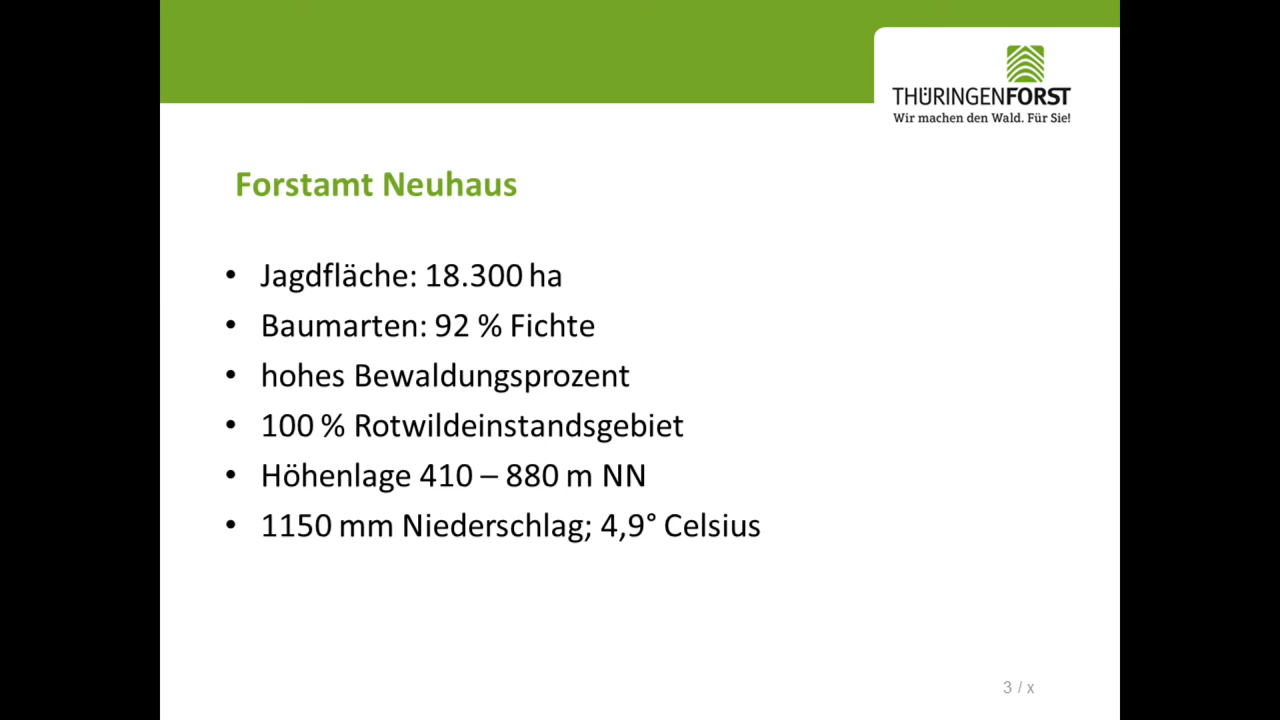 THÜRINGENFORST
Wir machen den Wald. Für Sie!
Forstamt Neuhaus
• Jagdfläche: 18.300 ha
• Baumarten: 92 % Fichte
• hohes Bewaldungsprozent
• 100 % Rotwildeinstandsgebiet
• Höhenlage 410 – 880 m NN
• 1150 mm Niederschlag; 4,9° Celsius
3 / x